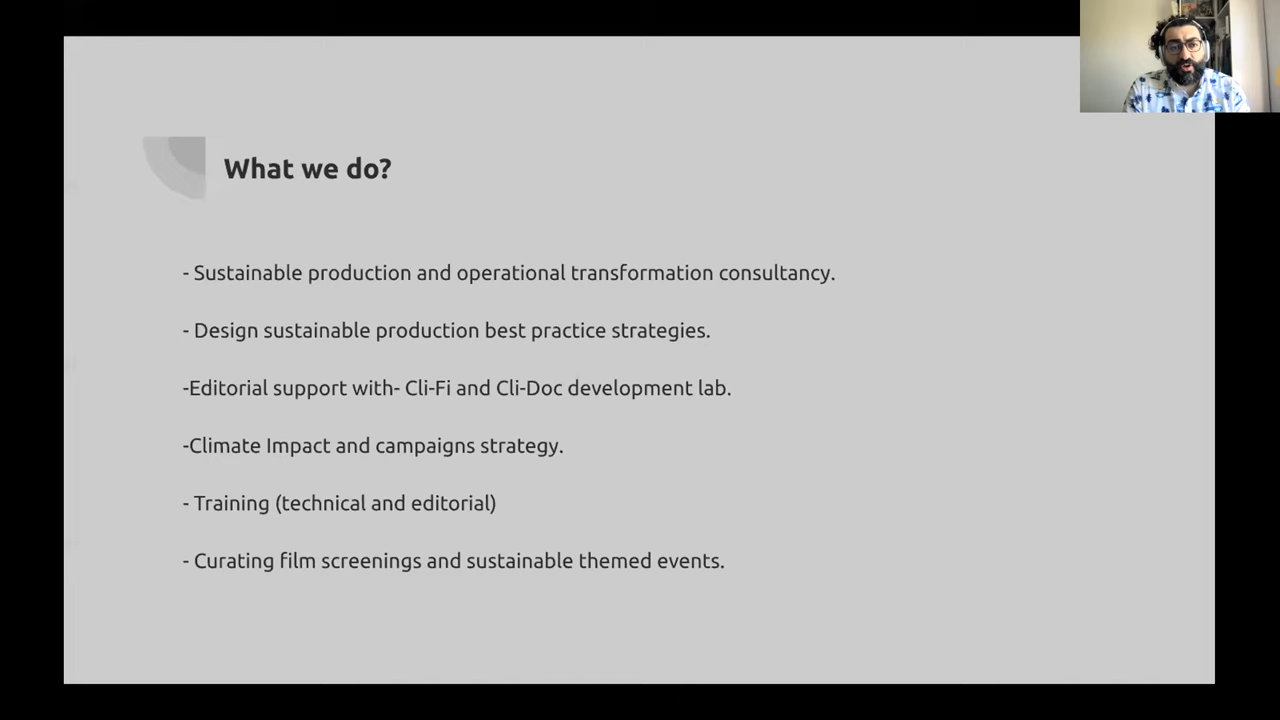 What we do?
- Sustainable production and operational transformation consultancy.
- Design sustainable production best practice strategies.
-Editorial support with- Cli-Fi and Cli-Doc development lab.
-Climate Impact and campaigns strategy.
- Training (technical and editorial)
- Curating film screenings and sustainable themed events.